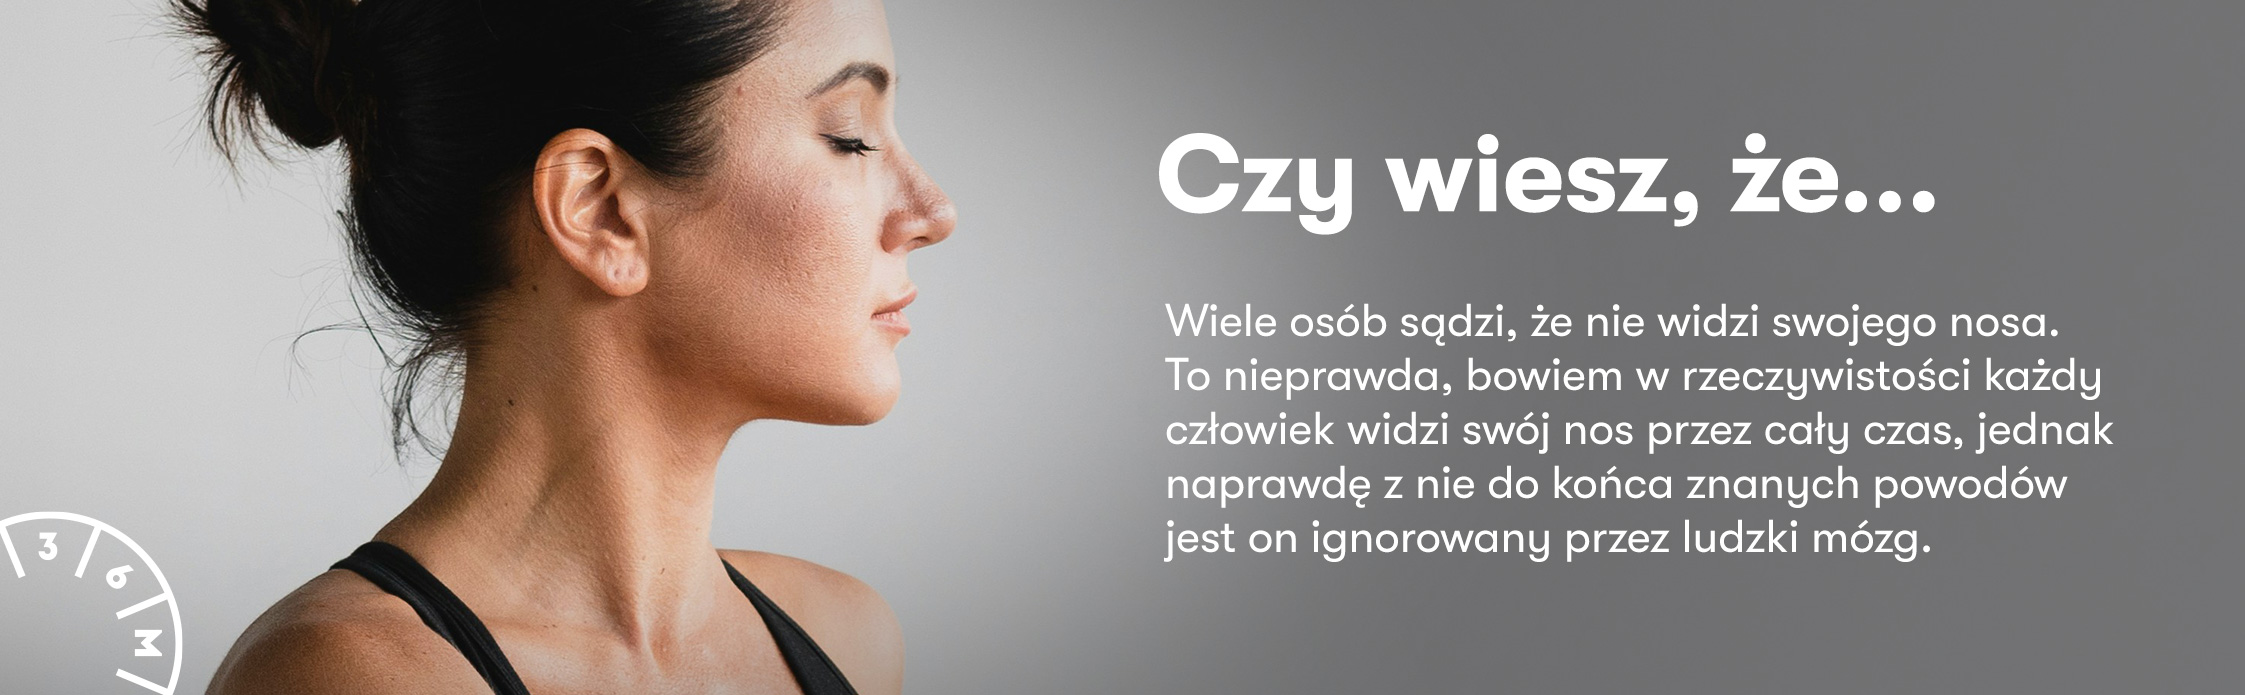 Czy wiesz, że...
Wiele osób sądzi, że nie widzi swojego nosa.
To nieprawda, bowiem w rzeczywistości każdy
człowiek widzi swój nos przez cały czas, jednak
naprawdę z nie do końca znanych powodów
jest on ignorowany przez ludzki mózg.
3
6
M